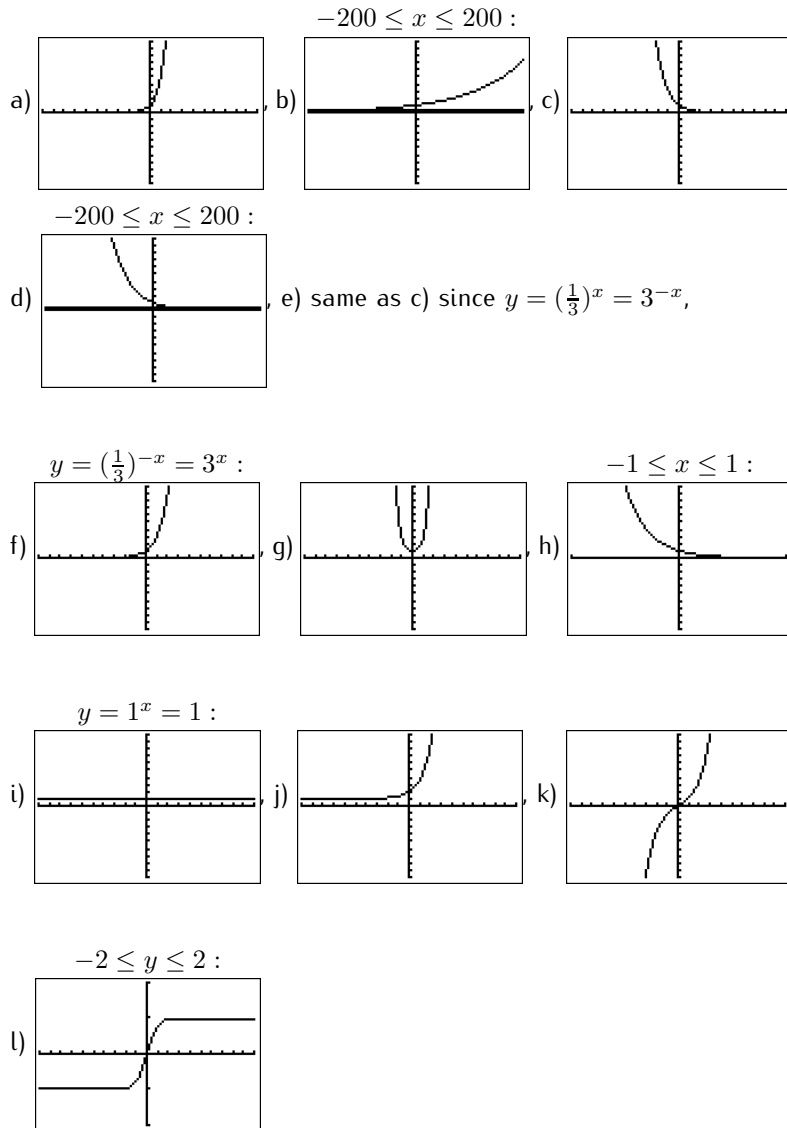 −200 ≤ x ≤ 200 :
a) , b) , c)
−200 ≤ x ≤ 200 :
d) , e) same as c) since y = (1/3)^x = 3^{−x},
y = (1/3)^{−x} = 3^x : −1 ≤ x ≤ 1 :
f) , g) , h)
y = 1^x = 1 :
i) , j) , k)
−2 ≤ y ≤ 2 :
l)